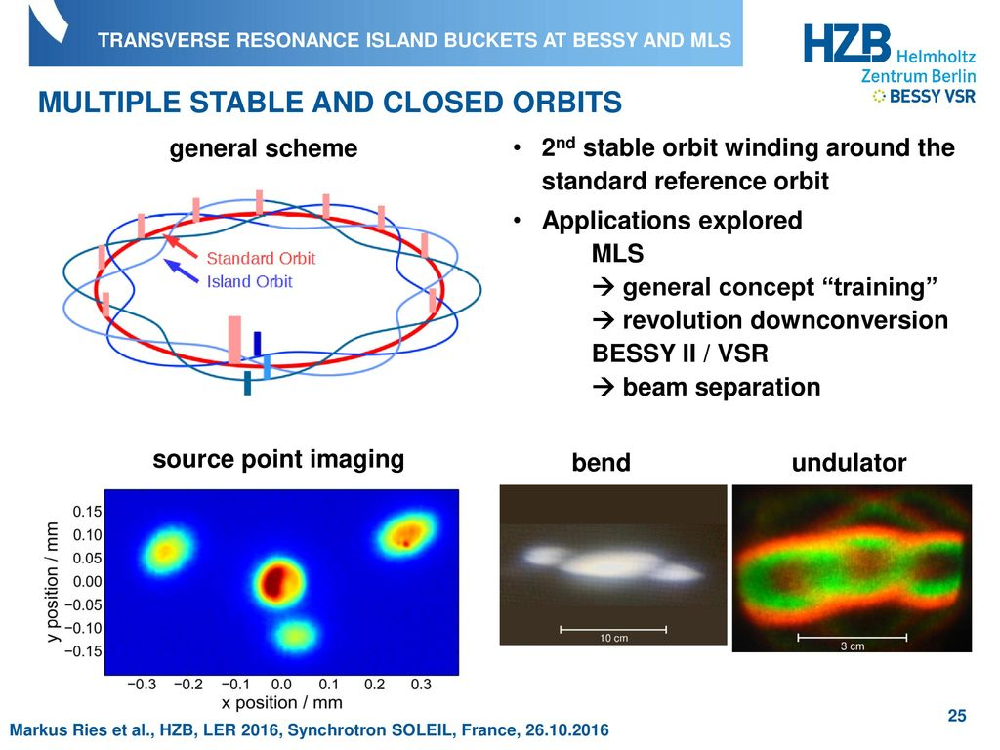 TRANSVERSE RESONANCE ISLAND BUCKETS AT BESSY AND MLS
HZB Helmholtz
Zentrum Berlin
BESSY VSR
MULTIPLE STABLE AND CLOSED ORBITS
general scheme
Standard Orbit
Island Orbit
• 2nd stable orbit winding around the
standard reference orbit
• Applications explored
MLS
→ general concept “training”
→ revolution downconversion
BESSY II / VSR
→ beam separation
source point imaging
y position / mm
0.15
0.10
0.05
0.00
−0.05
−0.10
−0.15
−0.3 −0.2 −0.1 0.0 0.1 0.2 0.3
x position / mm
bend
10 cm
undulator
3 cm
25
Markus Ries et al., HZB, LER 2016, Synchrotron SOLEIL, France, 26.10.2016